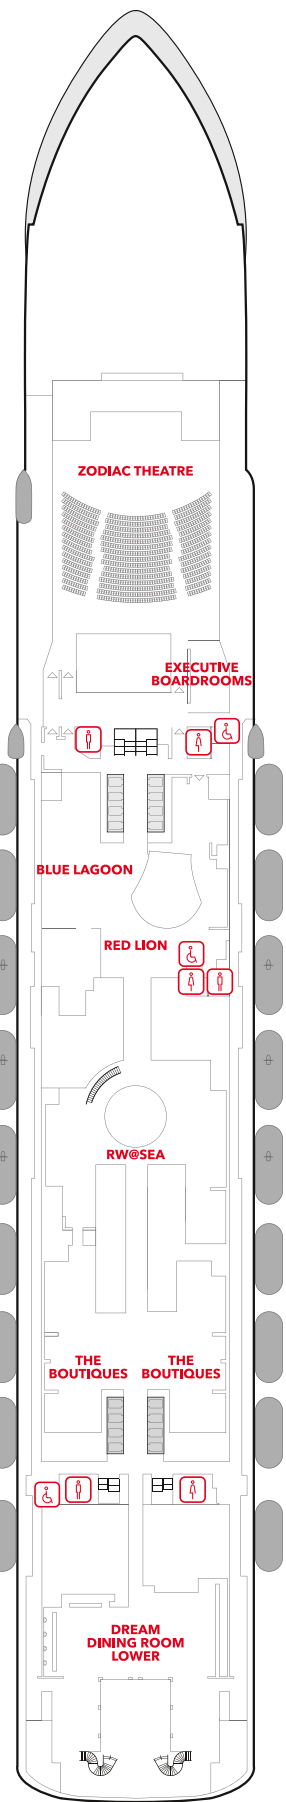 ZODIAC THEATRE
EXECUTIVE
BOARDROOMS
BLUE LAGOON
RED LION
RW@SEA
THE
BOUTIQUES
THE
BOUTIQUES
DREAM
DINING ROOM
LOWER